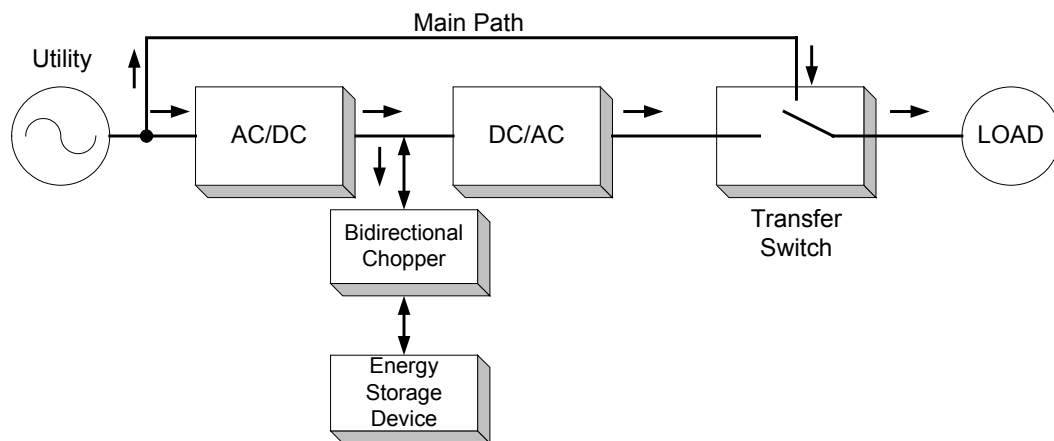 Main Path
Utility
AC/DC
DC/AC
LOAD
Transfer
Switch
Bidirectional
Chopper
Energy
Storage
Device